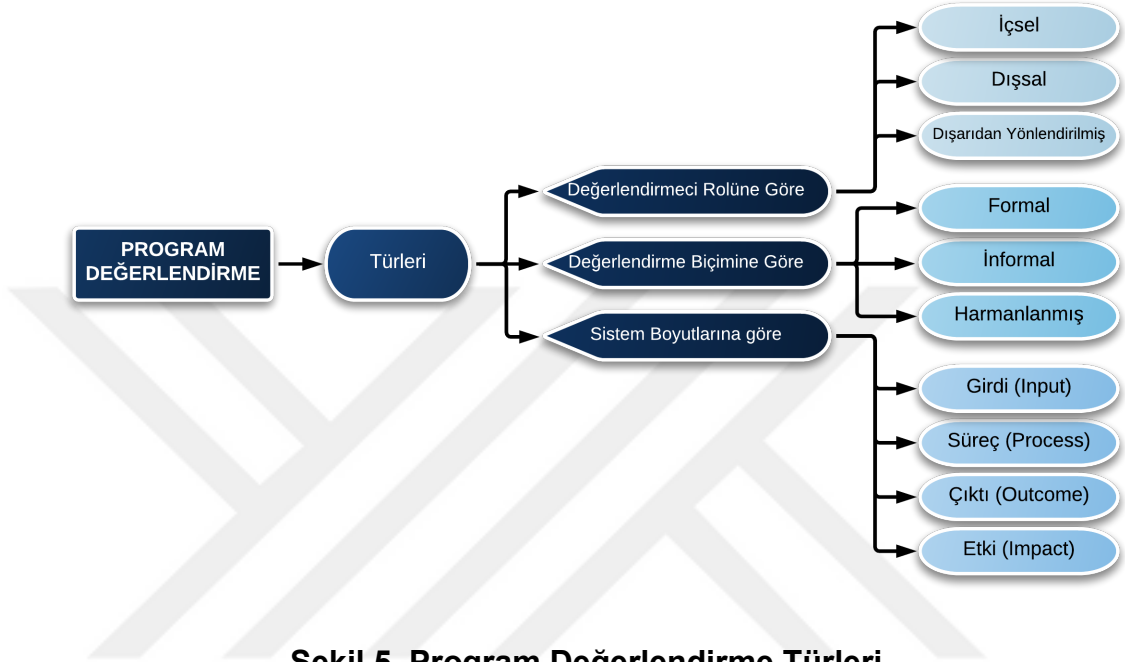 PROGRAM
DEĞERLENDİRME
Türleri
Değerlendirmeci Rolüne Göre
İçsel
Dışsal
Dışarıdan Yönlendirilmiş
Değerlendirme Biçimine Göre
Formal
İnformal
Harmanlanmış
Sistem Boyutlarına göre
Girdi (Input)
Süreç (Process)
Çıktı (Outcome)
Etki (Impact)
Şekil 5. Program Değerlendirme Türleri